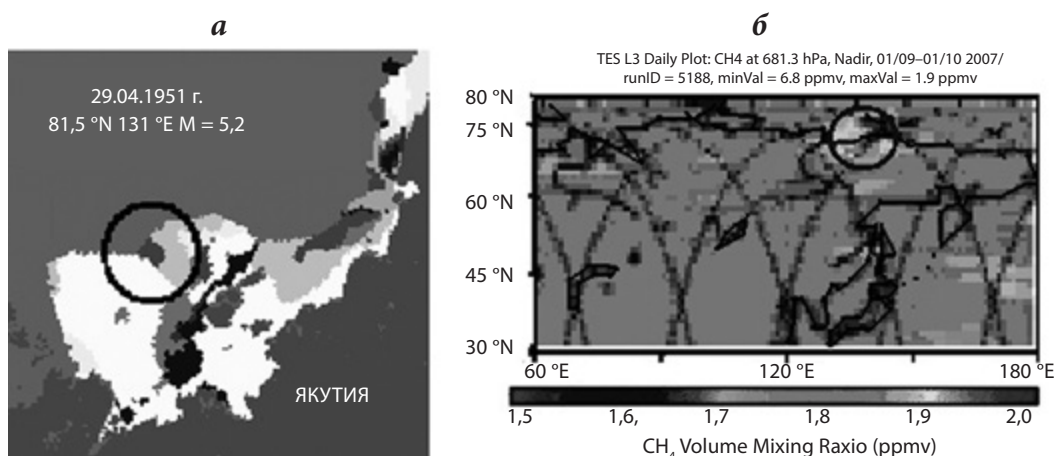 а
29.04.1951 г.
81,5 °N 131 °E M = 5,2
ЯКУТИЯ
б
TES L3 Daily Plot: CH4 at 681.3 hPa, Nadir, 01/09–01/10 2007/
runID = 5188, minVal = 6.8 ppmv, maxVal = 1.9 ppmv
80 °N
75 °N
60 °N
45 °N
30 °N
60 °E 120 °E 180 °E
1,5 1,6, 1,7 1,8 1,9 2,0
CH₄ Volume Mixing Raxio (ppmv)